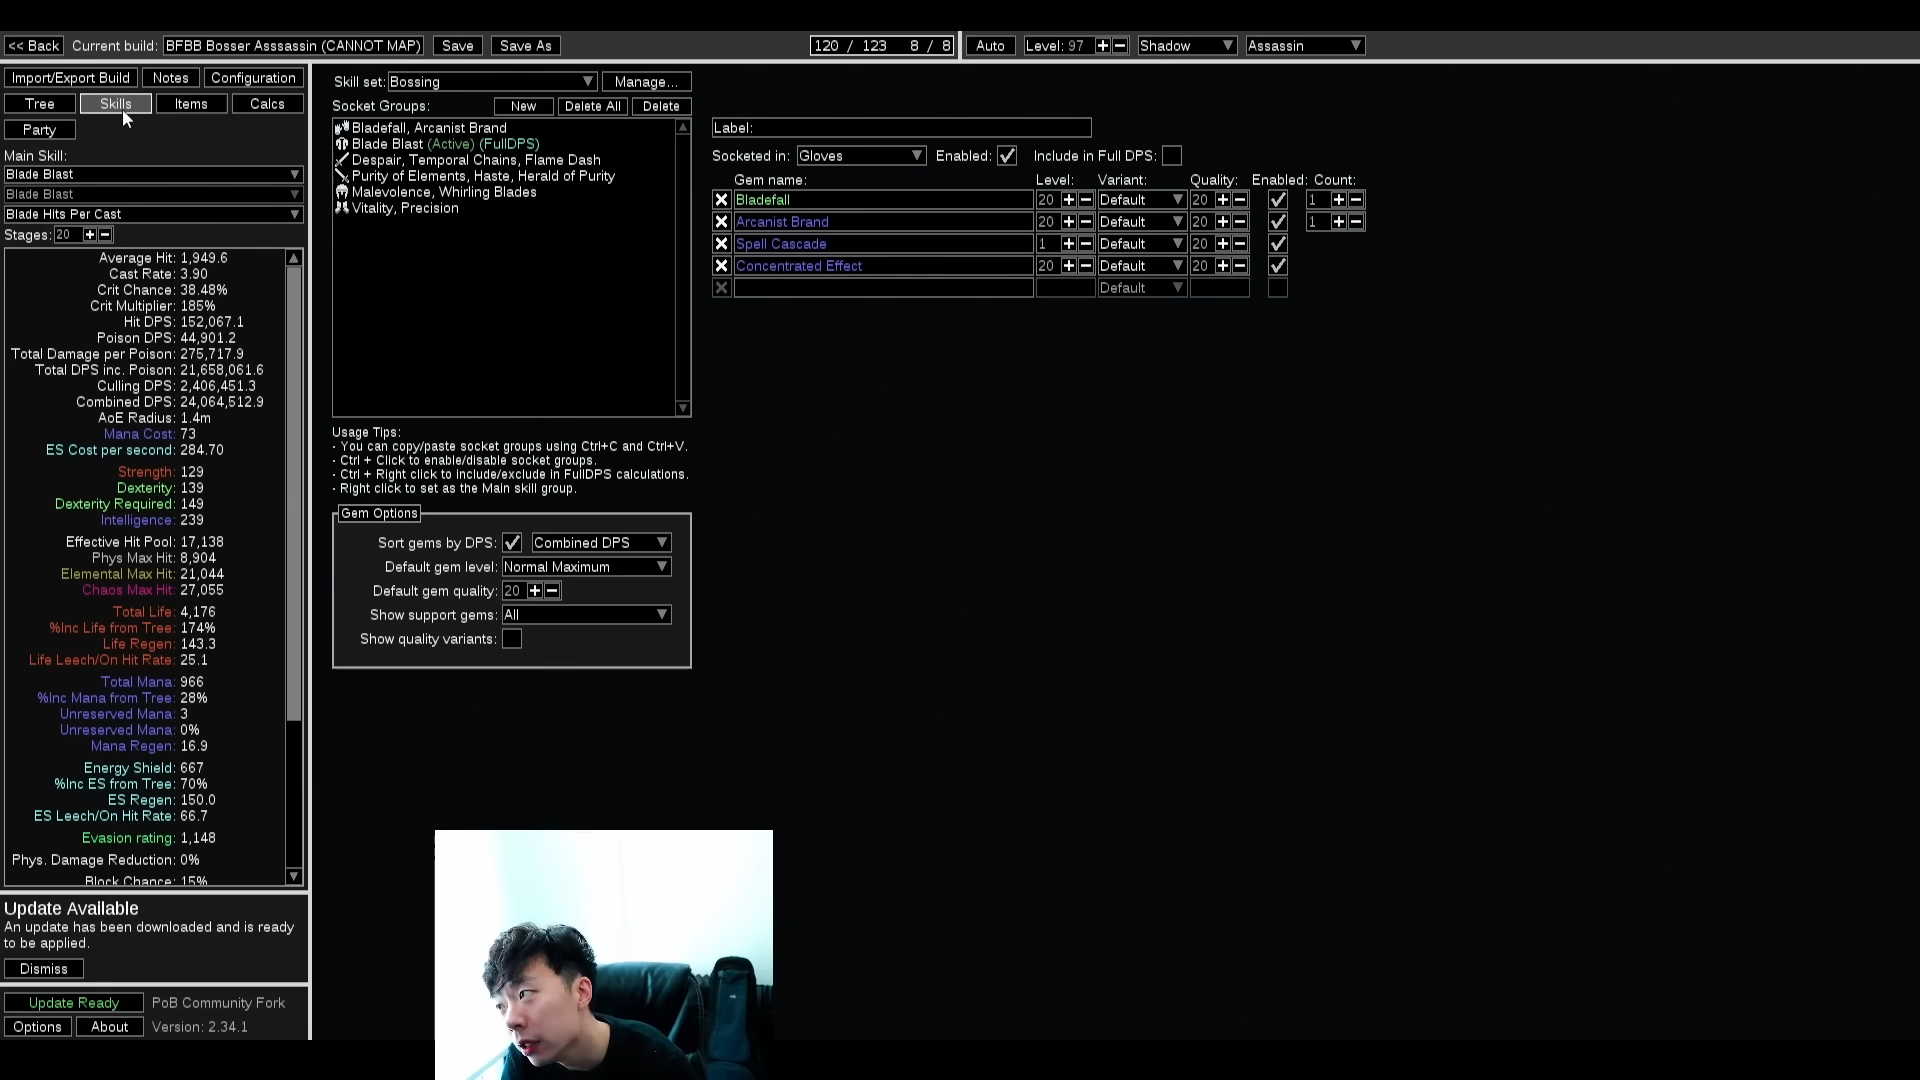 << Back Current build: BFBB Bosser Asssassin (CANNOT MAP) Save Save As 120 / 123 8 / 8 Auto Level: 97 Shadow Assassin
Import/Export Build Notes Configuration
Tree Skills Items Calcs
Party
Main Skill:
Blade Blast
Blade Blast
Blade Hits Per Cast
Stages: 20
Average Hit: 1,949.6
Cast Rate: 3.90
Crit Chance: 38.48%
Crit Multiplier: 185%
Hit DPS: 152,067.1
Poison DPS: 44,901.2
Total Damage per Poison: 275,717.9
Total DPS inc. Poison: 21,658,061.6
Culling DPS: 2,406,451.3
Combined DPS: 24,064,512.9
AoE Radius: 1.4m
Mana Cost: 73
ES Cost per second: 284.70
Strength: 129
Dexterity: 139
Dexterity Required: 149
Intelligence: 239
Effective Hit Pool: 17,138
Phys Max Hit: 8,904
Elemental Max Hit: 21,044
Chaos Max Hit: 27,055
Total Life: 4,176
%Inc Life from Tree: 174%
Life Regen: 143.3
Life Leech/On Hit Rate: 25.1
Total Mana: 966
%Inc Mana from Tree: 28%
Unreserved Mana: 3
Unreserved Mana: 0%
Mana Regen: 16.9
Energy Shield: 667
%Inc ES from Tree: 70%
ES Regen: 150.0
ES Leech/On Hit Rate: 66.7
Evasion rating: 1,148
Phys. Damage Reduction: 0%
Block Chance: 15%
Update Available
An update has been downloaded and is ready
to be applied.
Dismiss
Update Ready PoB Community Fork
Options About Version: 2.34.1
Skill set: Bossing Manage...
Socket Groups: New Delete All Delete
Bladefall, Arcanist Brand
Blade Blast (Active) (FullDPS)
Despair, Temporal Chains, Flame Dash
Purity of Elements, Haste, Herald of Purity
Malevolence, Whirling Blades
Vitality, Precision
Usage Tips:
- You can copy/paste socket groups using Ctrl+C and Ctrl+V.
- Ctrl + Click to enable/disable socket groups.
- Ctrl + Right click to include/exclude in FullDPS calculations.
- Right click to set as the Main skill group.
Gem Options
Sort gems by DPS: Combined DPS
Default gem level: Normal Maximum
Default gem quality: 20
Show support gems: All
Show quality variants:
Label:
Socketed in: Gloves Enabled: Include in Full DPS:
Gem name: Level: Variant: Quality: Enabled: Count:
Bladefall 20 Default 20 1
Arcanist Brand 20 Default 20 1
Spell Cascade 1 Default 20
Concentrated Effect 20 Default 20
Default